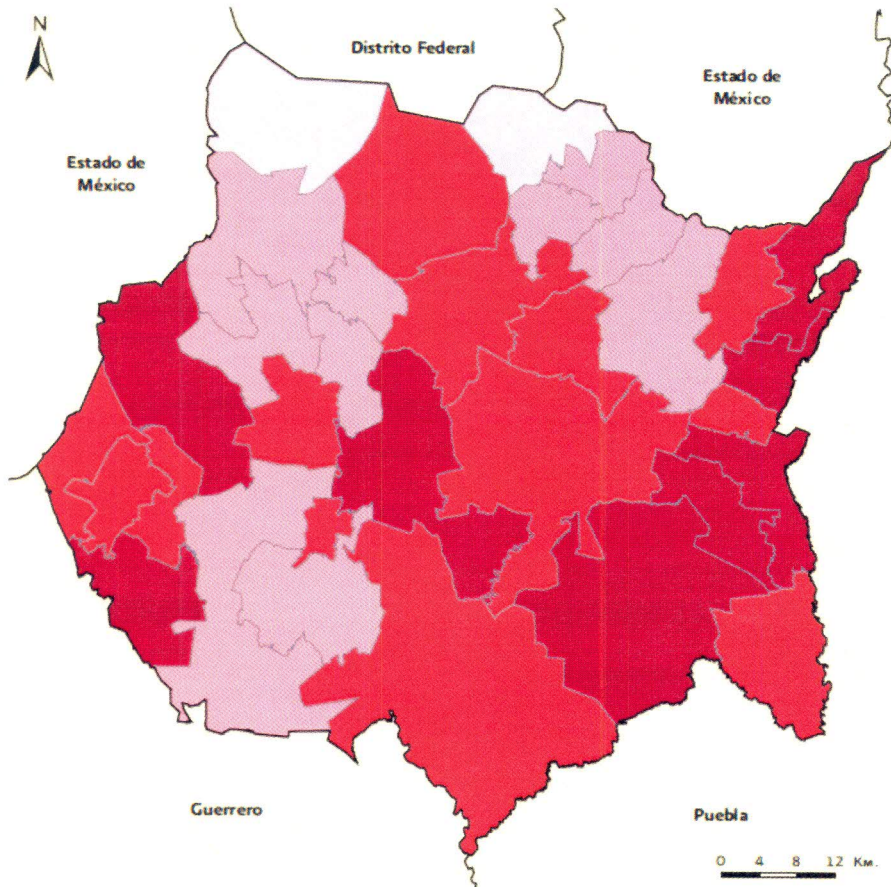 N
Distrito Federal
Estado de
México
Estado de
México
Guerrero
Puebla
0 4 8 12 Km.